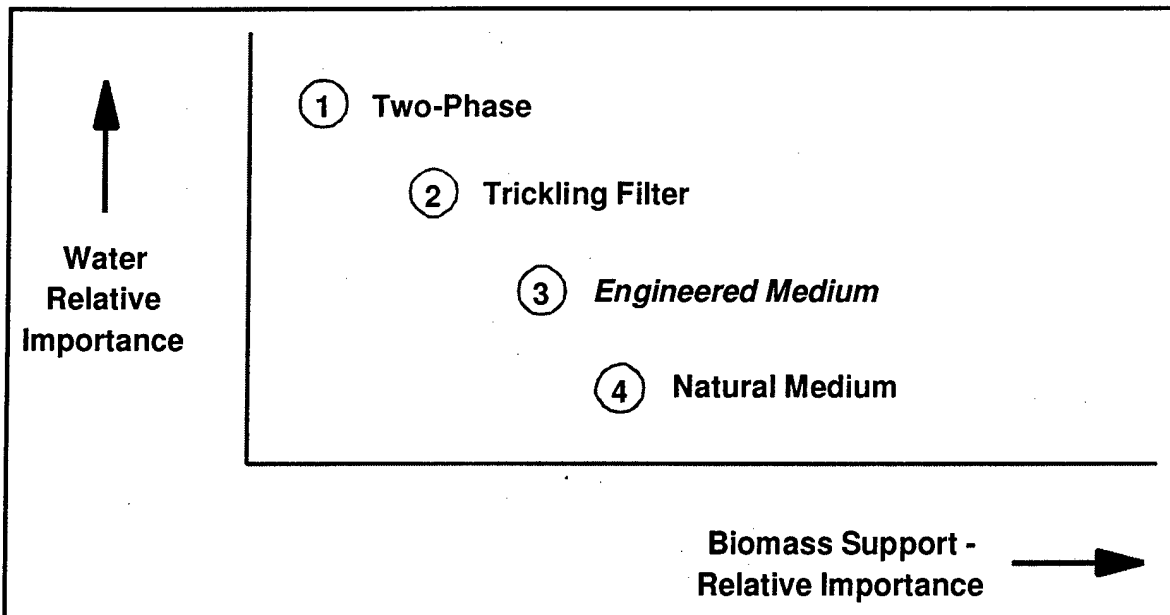 1 Two-Phase
2 Trickling Filter
3 Engineered Medium
4 Natural Medium
Water
Relative
Importance
Biomass Support -
Relative Importance